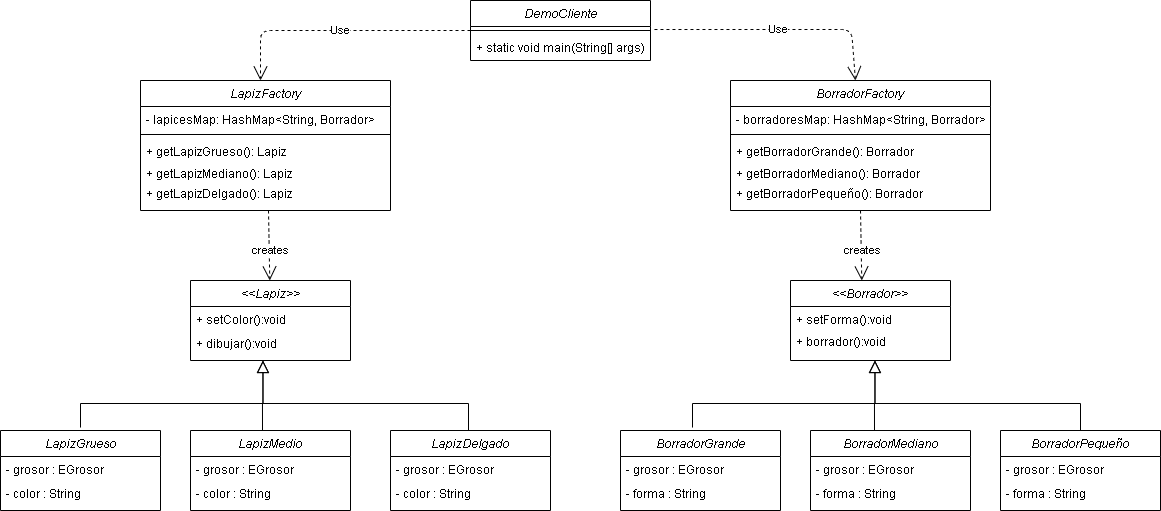 DemoCliente
+ static void main(String[] args)
Use
Use
LapizFactory
- lapicesMap: HashMap<String, Borrador>
+ getLapizGrueso(): Lapiz
+ getLapizMediano(): Lapiz
+ getLapizDelgado(): Lapiz
BorradorFactory
- borradoresMap: HashMap<String, Borrador>
+ getBorradorGrande(): Borrador
+ getBorradorMediano(): Borrador
+ getBorradorPequeño(): Borrador
creates
creates
<<Lapiz>>
+ setColor():void
+ dibujar():void
<<Borrador>>
+ setForma():void
+ borrador():void
LapizGrueso
- grosor : EGrosor
- color : String
LapizMedio
- grosor : EGrosor
- color : String
LapizDelgado
- grosor : EGrosor
- color : String
BorradorGrande
- grosor : EGrosor
- forma : String
BorradorMediano
- grosor : EGrosor
- forma : String
BorradorPequeño
- grosor : EGrosor
- forma : String